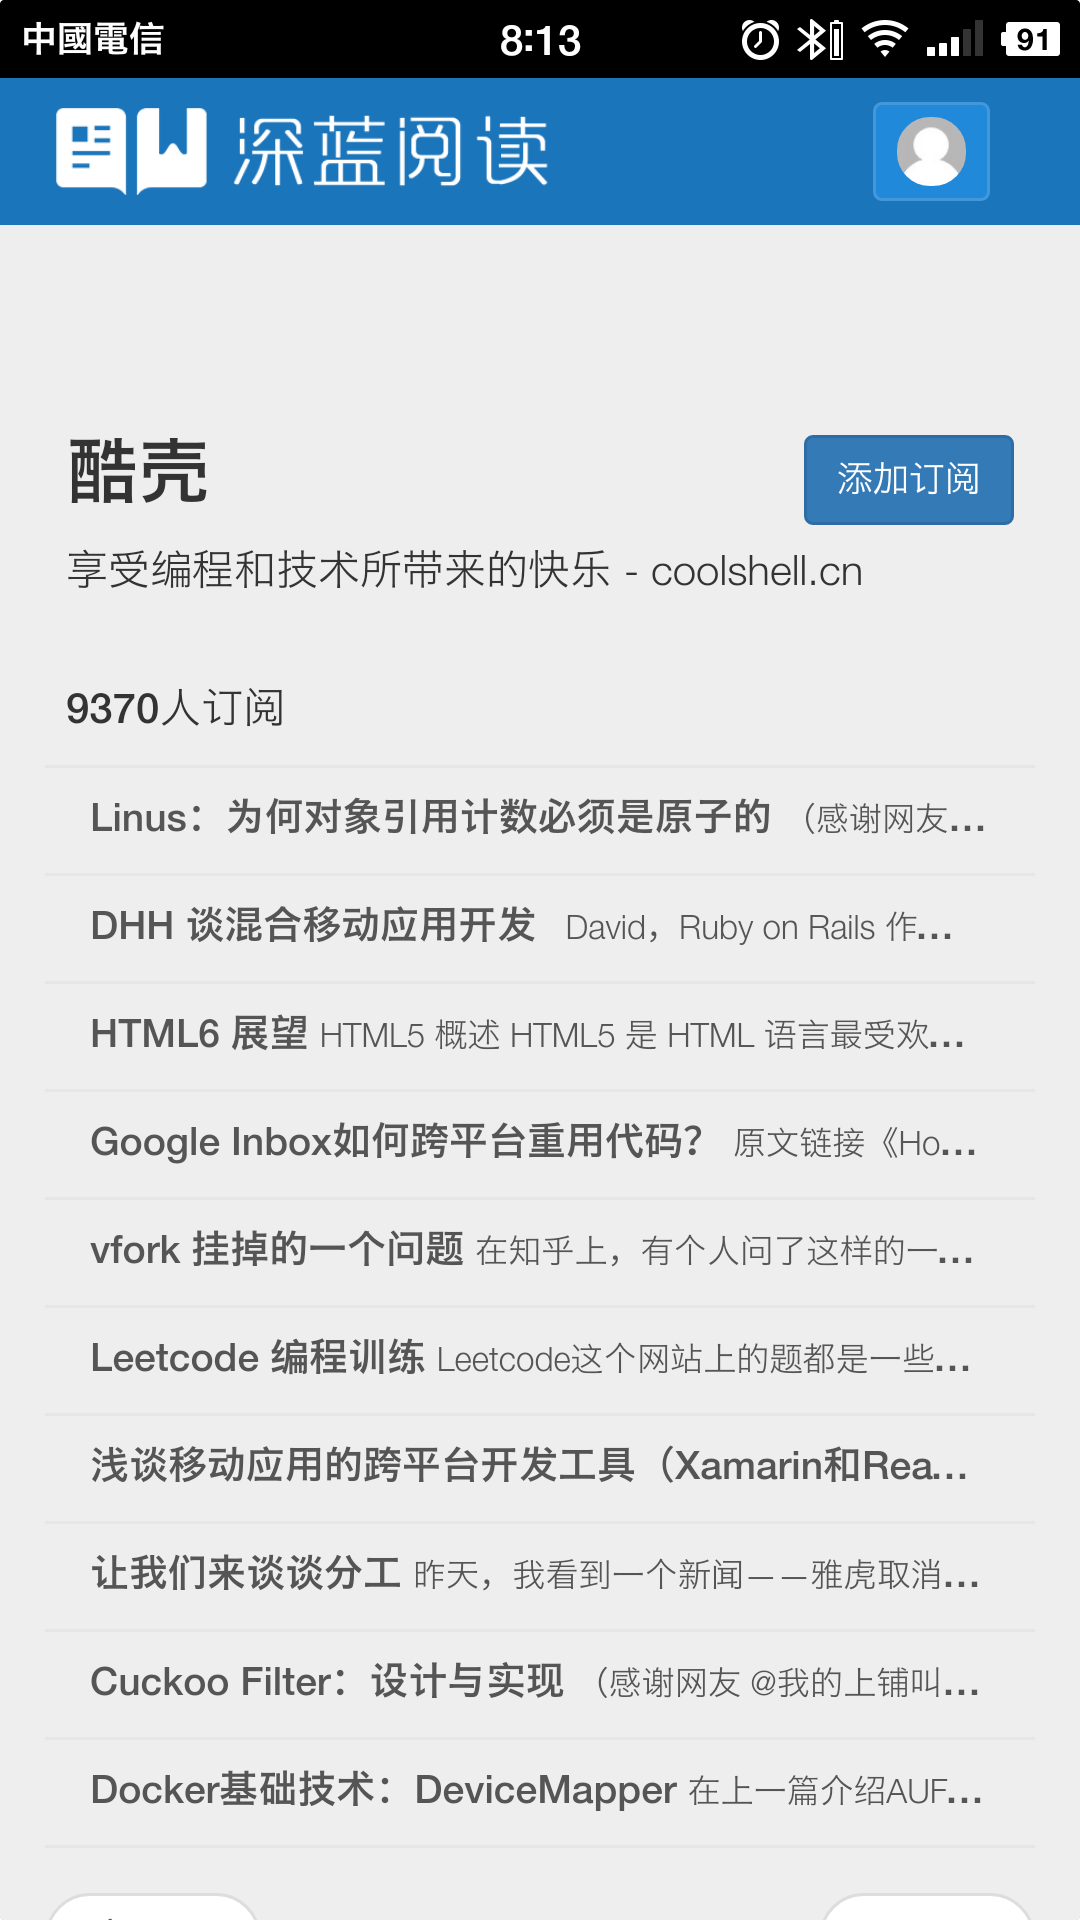 中國電信 8:13 91
深蓝阅读
酷壳
添加订阅
享受编程和技术所带来的快乐 - coolshell.cn
9370人订阅
Linus：为何对象引用计数必须是原子的 （感谢网友...
DHH 谈混合移动应用开发 David，Ruby on Rails 作...
HTML6 展望 HTML5 概述 HTML5 是 HTML 语言最受欢...
Google Inbox如何跨平台重用代码？ 原文链接《Ho...
vfork 挂掉的一个问题 在知乎上，有个人问了这样的一...
Leetcode 编程训练 Leetcode这个网站上的题都是一些...
浅谈移动应用的跨平台开发工具（Xamarin和Rea...
让我们来谈谈分工 昨天，我看到一个新闻——雅虎取消...
Cuckoo Filter：设计与实现 （感谢网友 @我的上铺叫...
Docker基础技术：DeviceMapper 在上一篇介绍AUF...